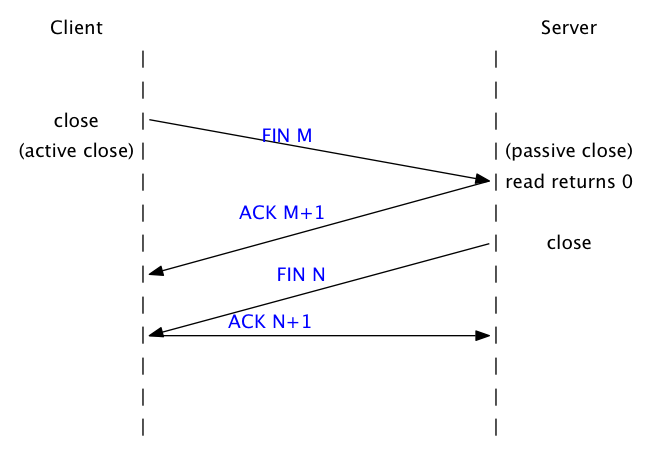 Client
Server
close
FIN M
(active close)
(passive close)
read returns 0
ACK M+1
close
FIN N
ACK N+1